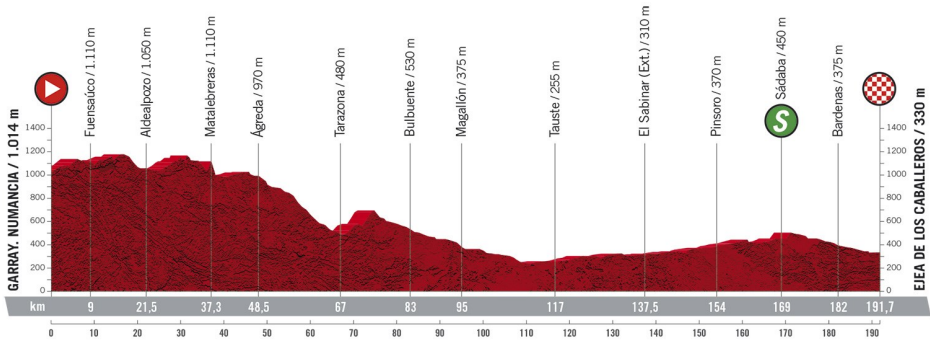 GARRAY. NUMANCIA / 1.014 m
Fuensaúco / 1.110 m
Aldealpozo / 1.050 m
Matalebreras / 1.110 m
Ágreda / 970 m
Tarazona / 480 m
Bulbuente / 530 m
Magallón / 375 m
Tauste / 255 m
El Sabinar (Ext.) / 310 m
Pinsoro / 370 m
Sádaba / 450 m
S
Bardenas / 375 m
EJEA DE LOS CABALLEROS / 330 m
1400
1200
1000
800
600
400
200
0
1400
1200
1000
800
600
400
200
0
km 9 21,5 37,3 48,5 67 83 95 117 137,5 154 169 182 191,7
0 10 20 30 40 50 60 70 80 90 100 110 120 130 140 150 160 170 180 190